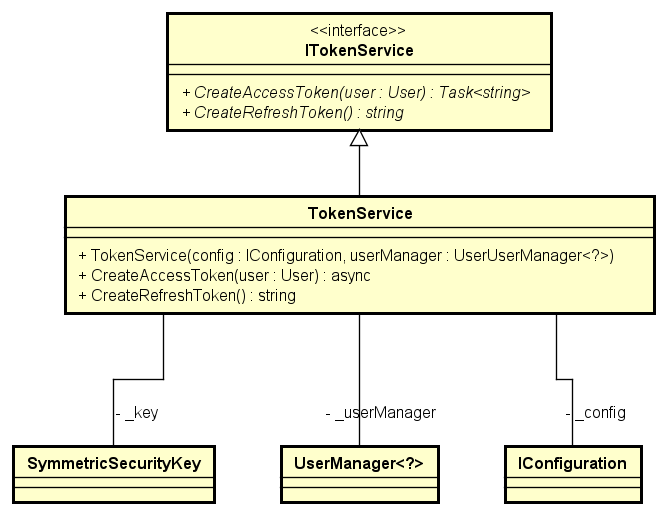 <<interface>>
ITokenService
+ CreateAccessToken(user : User) : Task<string>
+ CreateRefreshToken() : string
TokenService
+ TokenService(config : IConfiguration, userManager : UserUserManager<?>)
+ CreateAccessToken(user : User) : async
+ CreateRefreshToken() : string
- _key
- _userManager
- _config
SymmetricSecurityKey
UserManager<?>
IConfiguration